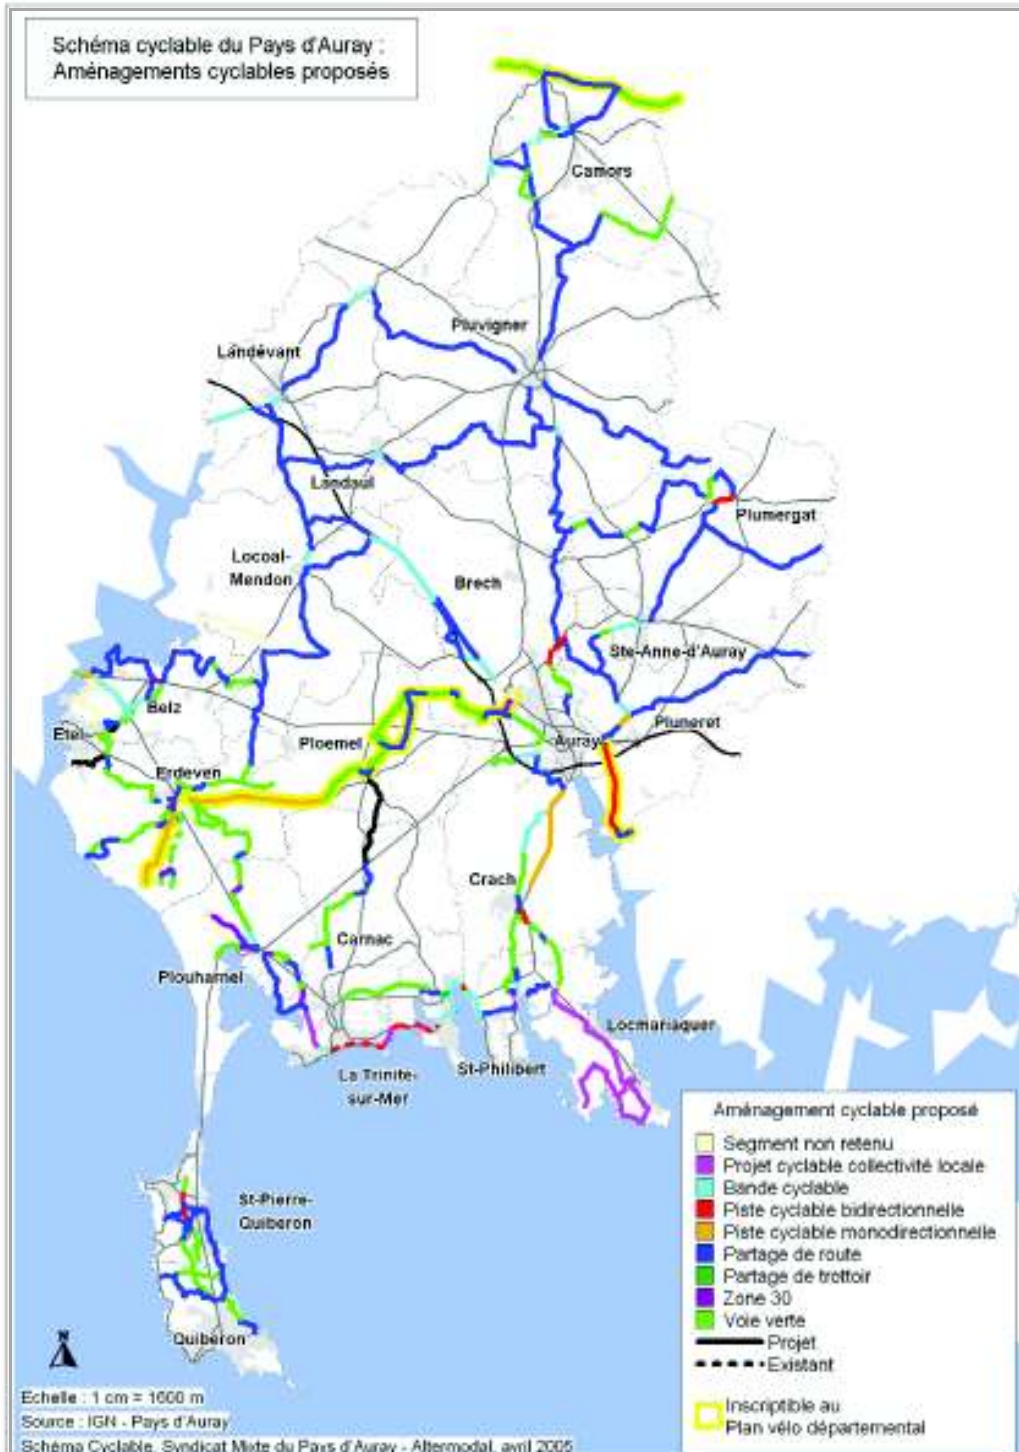 Schéma cyclable du Pays d'Auray :
Aménagements cyclables proposés
Camors
Pluvigner
Landévant
Landaul
Plumergat
Locoal-
Mendon
Brech
Ste-Anne-d'Auray
Belz
Etel
Ploemel
Auray
Pluneret
Erdeven
Crach
Carnac
Plouharnel
Locmariaquer
St-Philibert
La Trinite-
sur-Mer
St-Pierre-
Quiberon
Quiberon
Aménagement cyclable proposé
Segment non retenu
Projet cyclable collectivité locale
Bande cyclable
Piste cyclable bidirectionnelle
Piste cyclable monodirectionnelle
Partage de route
Partage de trottoir
Zone 30
Voie verte
Projet
Existant
Inscriptible au
Plan vélo départemental
N
Echelle : 1 cm = 1600 m
Source : IGN - Pays d'Auray
Schéma Cyclable, Syndicat Mixte du Pays d'Auray - Altermodal, avril 2005